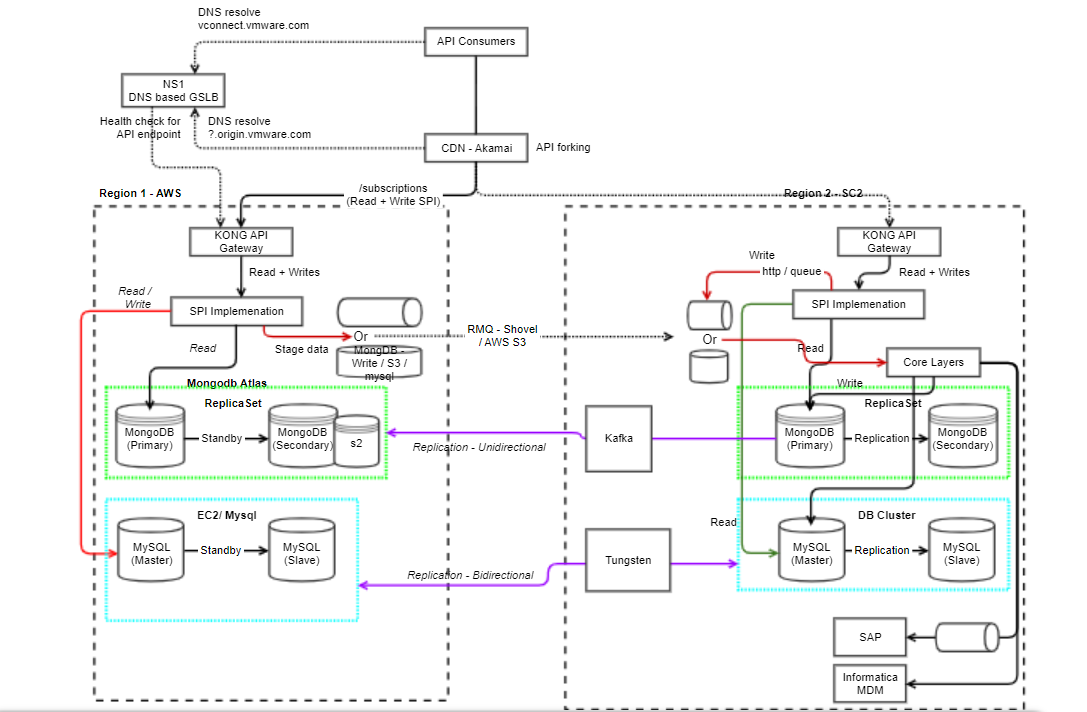 DNS resolve
vconnect.vmware.com
API Consumers
NS1
DNS based GSLB
Health check for
API endpoint
DNS resolve
?.origin.vmware.com
CDN - Akamai
API forking
Region 1 - AWS
/subscriptions
(Read + Write SPI)
Region 2 - SC2
KONG API
Gateway
Read + Writes
Read /
Write
SPI Implemenation
Read
Stage data
Or
MongDB -
Write / S3 /
mysql
RMQ - Shovel
/ AWS S3
KONG API
Gateway
Write
http / queue
Read + Writes
SPI Implemenation
Or
Read
Core Layers
Write
Mongodb Atlas
ReplicaSet
MongoDB
(Primary)
Standby
MongoDB
(Secondary)
s2
Replication - Unidirectional
Kafka
ReplicaSet
MongoDB
(Primary)
Replication
MongoDB
(Secondary)
EC2/ Mysql
MySQL
(Master)
Standby
MySQL
(Slave)
Replication - Bidirectional
Tungsten
Read
DB Cluster
MySQL
(Master)
Replication
MySQL
(Slave)
SAP
Informatica
MDM